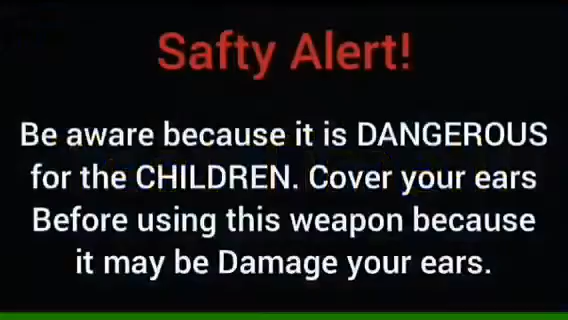 Safty Alert!
Be aware because it is DANGEROUS
for the CHILDREN. Cover your ears
Before using this weapon because
it may be Damage your ears.